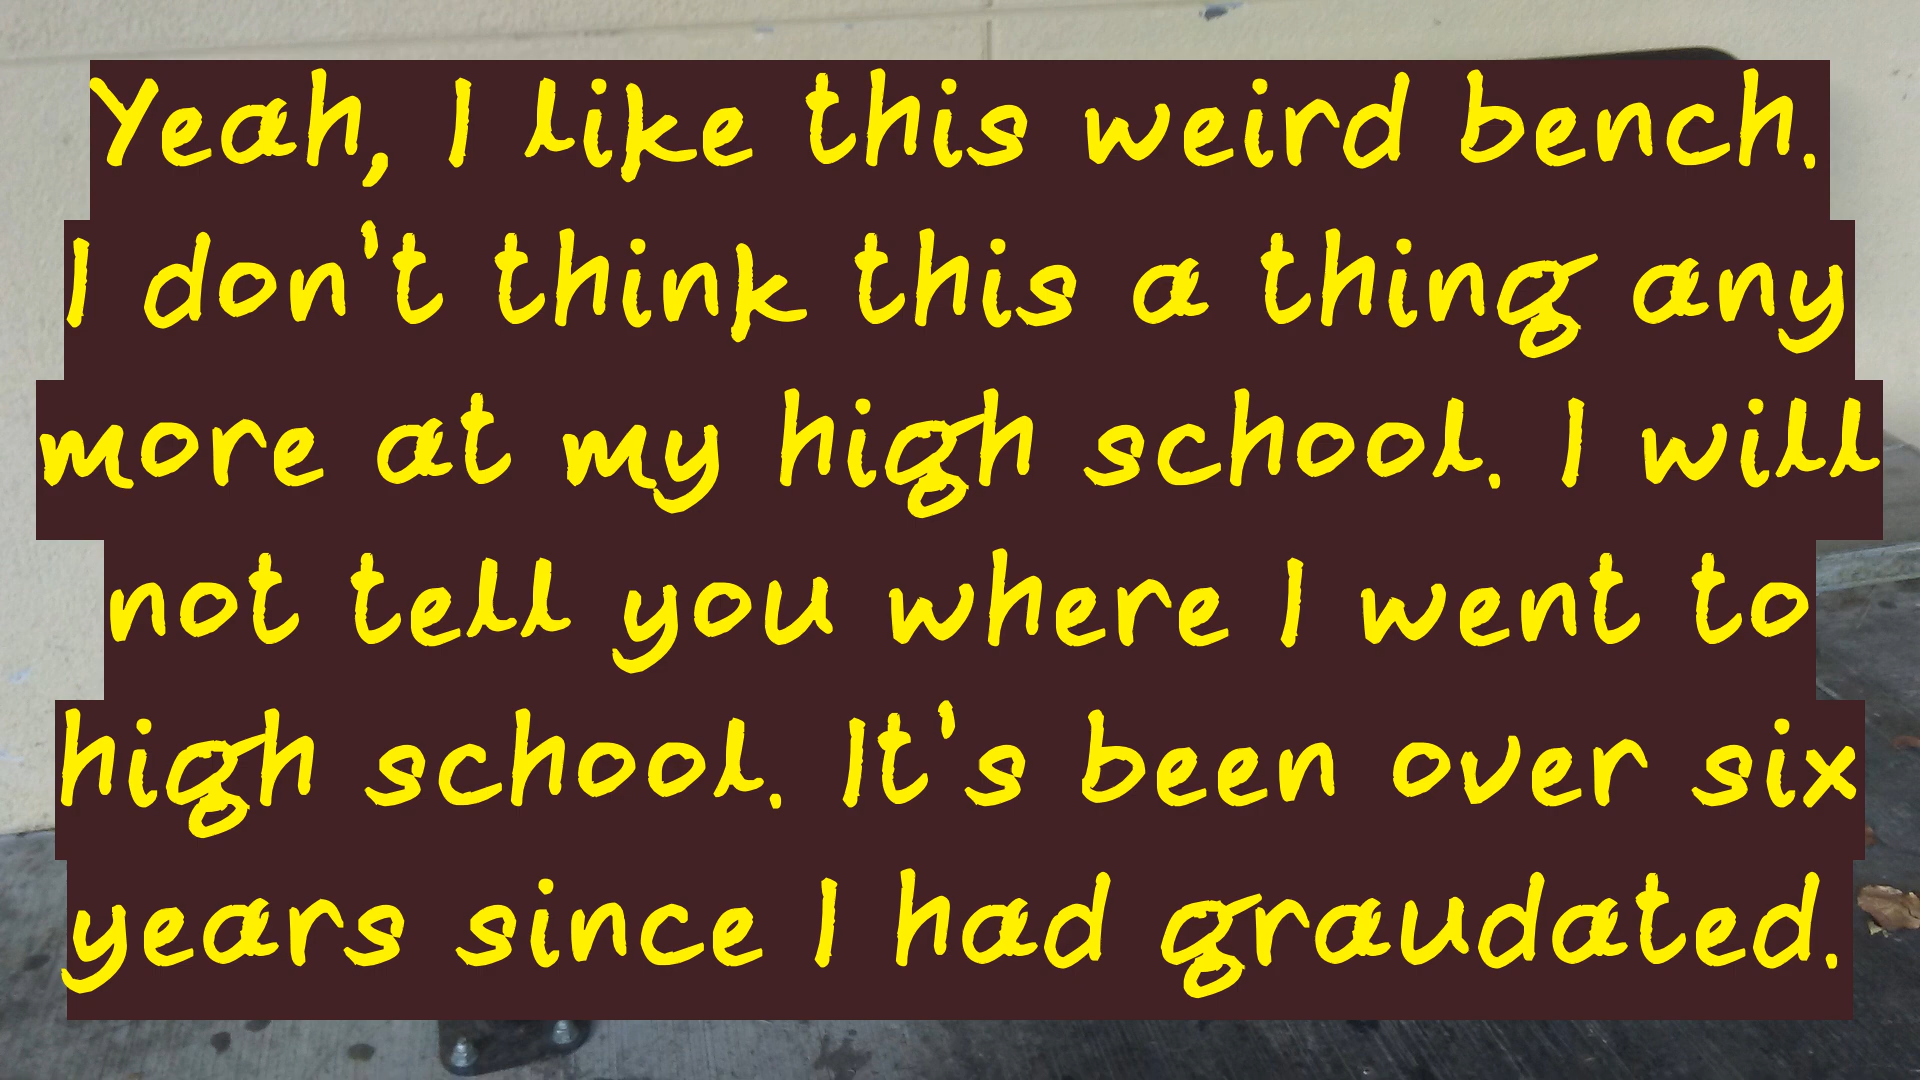 Yeah, I like this weird bench.
I don't think this a thing any
more at my high school. I will
not tell you where I went to
high school. It's been over six
years since I had graudated.